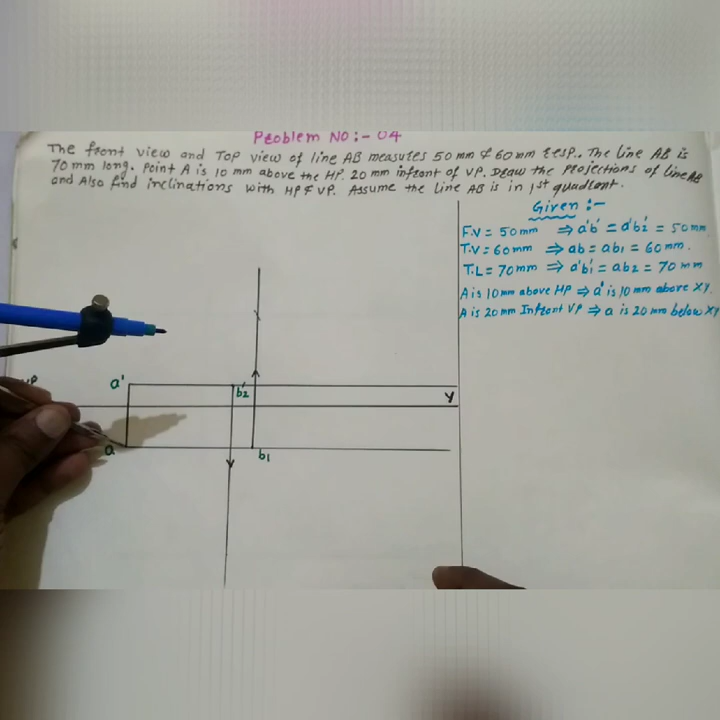 Problem NO:- 04
The front view and Top view of line AB measures 50 mm & 60 mm resp.. The line AB is
70 mm long. Point A is 10 mm above the HP. 20 mm infront of VP. Draw the Projections of line AB
and Also find inclinations with HP & VP. Assume the line AB is in 1st quadrant.
Given :-
F.V = 50 mm ⇒ a'b' = a'b2' = 50 mm.
T.V = 60 mm ⇒ ab = ab1 = 60 mm.
T.L = 70 mm ⇒ a'b1' = ab2 = 70 mm
A is 10 mm above HP ⇒ a' is 10 mm above XY.
A is 20 mm Infront VP ⇒ a is 20 mm below XY
a' b2'
VP Y
a b1